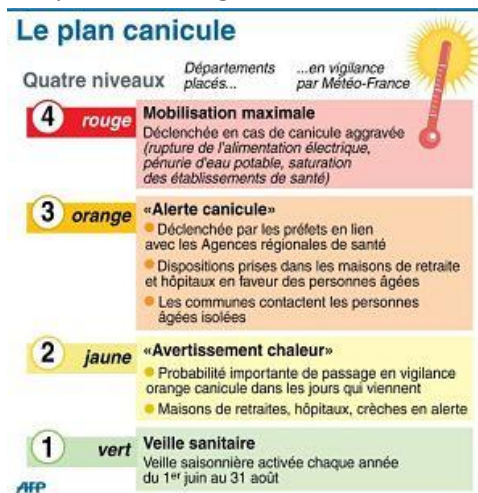 Le plan canicule
Quatre niveaux
Départements
placés...
...en vigilance
par Météo-France
4 rouge
Mobilisation maximale
Déclenchée en cas de canicule aggravée
(rupture de l'alimentation électrique,
pénurie d'eau potable, saturation
des établissements de santé)
3 orange
«Alerte canicule»
Déclenchée par les préfets en lien
avec les Agences régionales de santé
Dispositions prises dans les maisons de retraite
et hôpitaux en faveur des personnes âgées
Les communes contactent les personnes
âgées isolées
2 jaune
«Avertissement chaleur»
Probabilité importante de passage en vigilance
orange canicule dans les jours qui viennent
Maisons de retraites, hôpitaux, crèches en alerte
1 vert
Veille sanitaire
Veille saisonnière activée chaque année
du 1er juin au 31 août
AFP